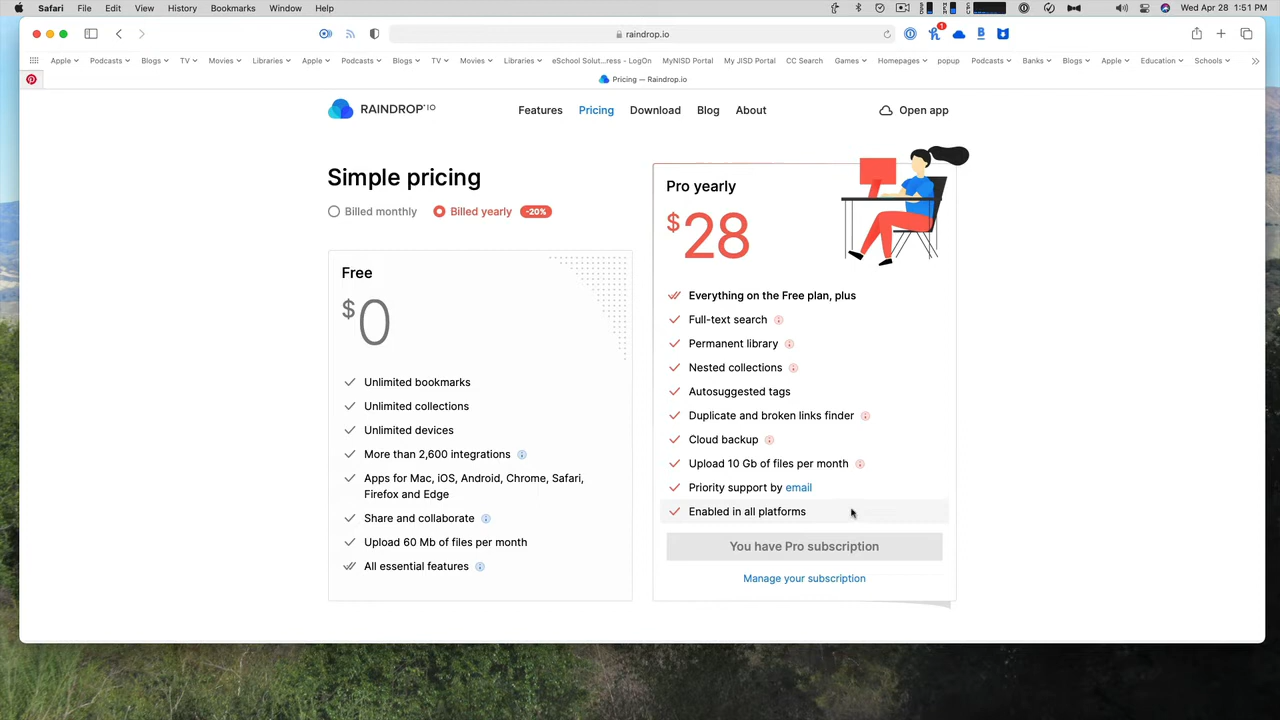 Safari File Edit View History Bookmarks Window Help
Wed Apr 28 1:51 PM
raindrop.io
1
Apple Podcasts Blogs TV Movies Libraries Apple Podcasts Blogs TV Movies Libraries eSchool Solut...ress - LogOn MyNISD Portal My JISD Portal CC Search Games Homepages popup Podcasts Banks Blogs Apple Education Schools
Pricing — Raindrop.io
RAINDROP.IO
Features Pricing Download Blog About
Open app
Simple pricing
Billed monthly Billed yearly -20%
Free
$0
Unlimited bookmarks
Unlimited collections
Unlimited devices
More than 2,600 integrations
Apps for Mac, iOS, Android, Chrome, Safari,
Firefox and Edge
Share and collaborate
Upload 60 Mb of files per month
All essential features
Pro yearly
$28
Everything on the Free plan, plus
Full-text search
Permanent library
Nested collections
Autosuggested tags
Duplicate and broken links finder
Cloud backup
Upload 10 Gb of files per month
Priority support by email
Enabled in all platforms
You have Pro subscription
Manage your subscription